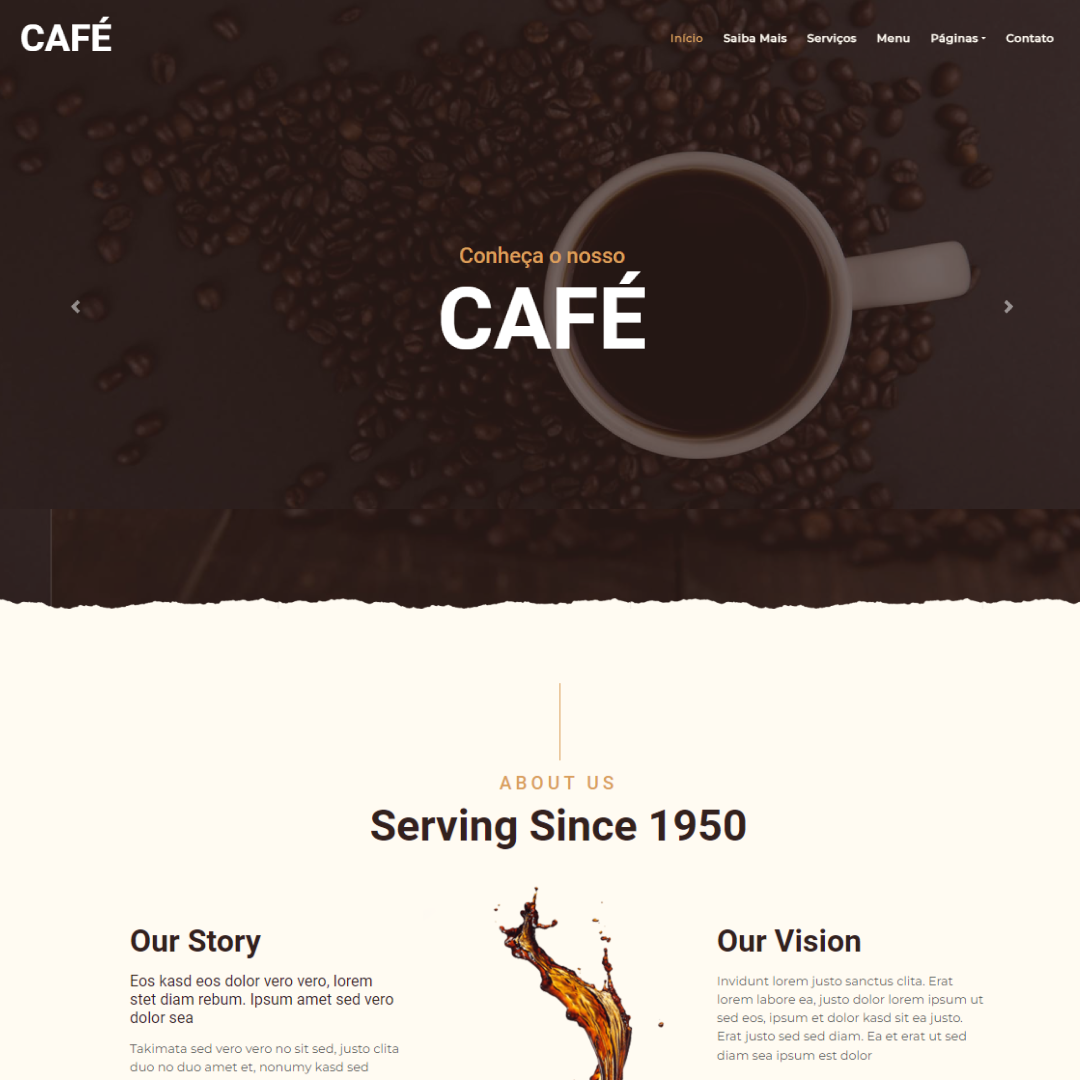 CAFÉ
Início Saiba Mais Serviços Menu Páginas Contato
Conheça o nosso
CAFÉ
ABOUT US
Serving Since 1950
Our Story
Eos kasd eos dolor vero vero, lorem
stet diam rebum. Ipsum amet sed vero
dolor sea
Takimata sed vero vero no sit sed, justo clita
duo no duo amet et, nonumy kasd sed
Our Vision
Invidunt lorem justo sanctus clita. Erat
lorem labore ea, justo dolor lorem ipsum ut
sed eos, ipsum et dolor kasd sit ea justo.
Erat justo sed sed diam. Ea et erat ut sed
diam sea ipsum est dolor